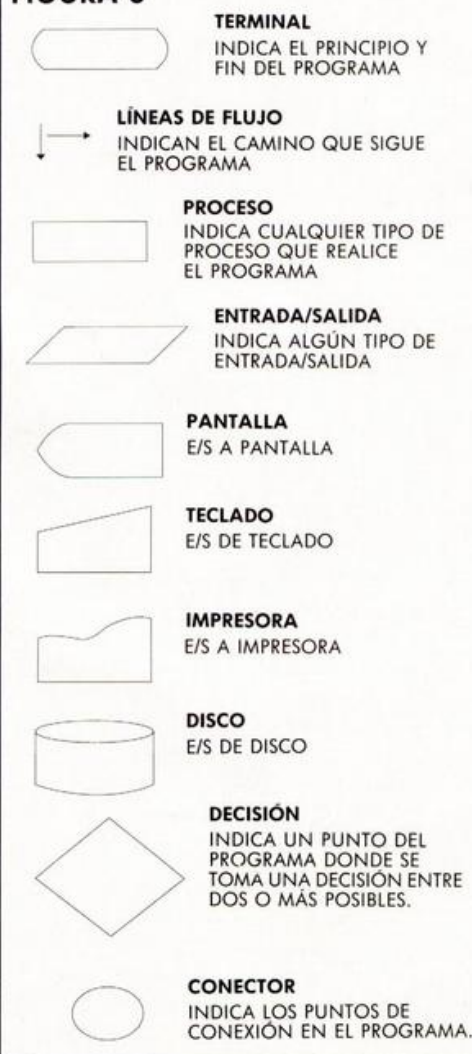 TERMINAL
INDICA EL PRINCIPIO Y
FIN DEL PROGRAMA
LÍNEAS DE FLUJO
INDICAN EL CAMINO QUE SIGUE
EL PROGRAMA
PROCESO
INDICA CUALQUIER TIPO DE
PROCESO QUE REALICE
EL PROGRAMA
ENTRADA/SALIDA
INDICA ALGÚN TIPO DE
ENTRADA/SALIDA
PANTALLA
E/S A PANTALLA
TECLADO
E/S DE TECLADO
IMPRESORA
E/S A IMPRESORA
DISCO
E/S DE DISCO
DECISIÓN
INDICA UN PUNTO DEL
PROGRAMA DONDE SE
TOMA UNA DECISIÓN ENTRE
DOS O MÁS POSIBLES.
CONECTOR
INDICA LOS PUNTOS DE
CONEXIÓN EN EL PROGRAMA.